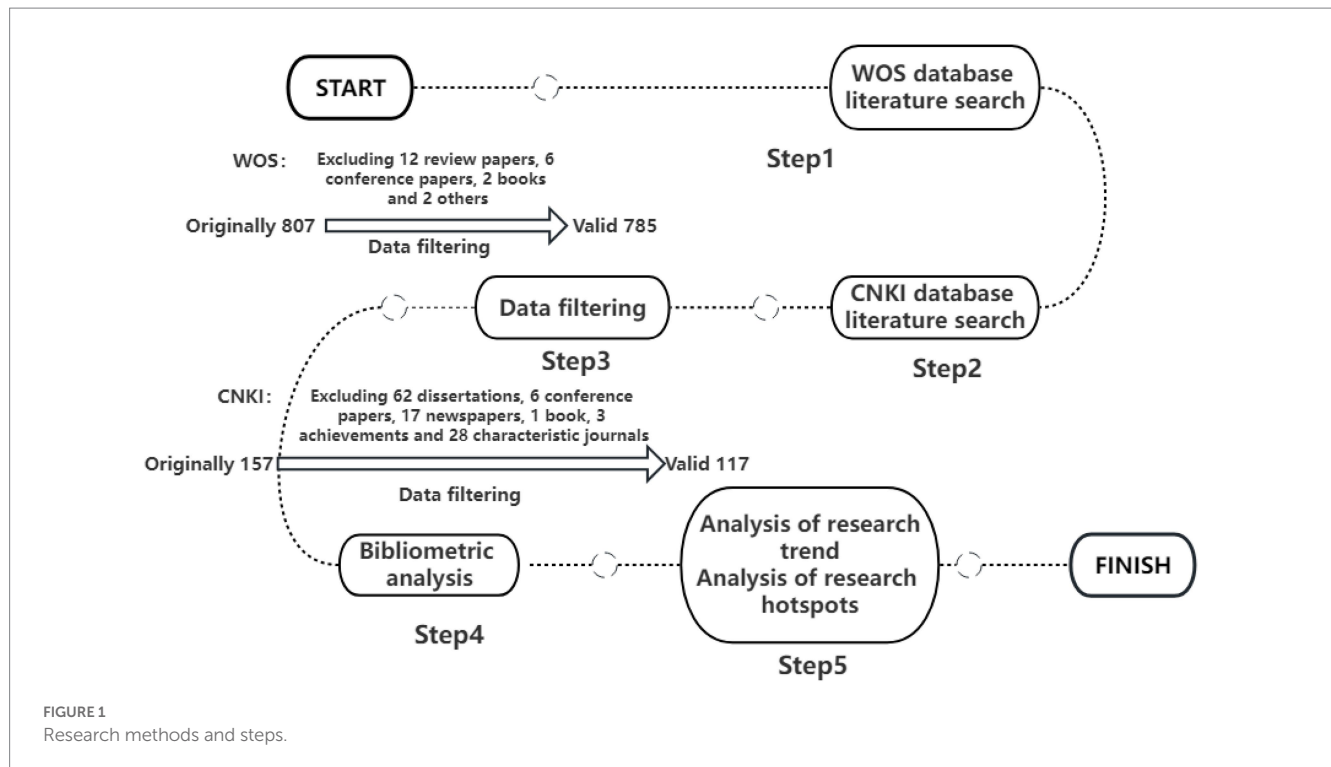 START
WOS database
literature search
Step1
WOS:
Excluding 12 review papers, 6
conference papers, 2 books
and 2 others
Originally 807
Valid 785
Data filtering
Data filtering
Step3
CNKI database
literature search
Step2
CNKI:
Excluding 62 dissertations, 6 conference
papers, 17 newspapers, 1 book, 3
achievements and 28 characteristic journals
Originally 157
Valid 117
Data filtering
Bibliometric
analysis
Step4
Analysis of research
trend
Analysis of research
hotspots
Step5
FINISH
FIGURE 1
Research methods and steps.